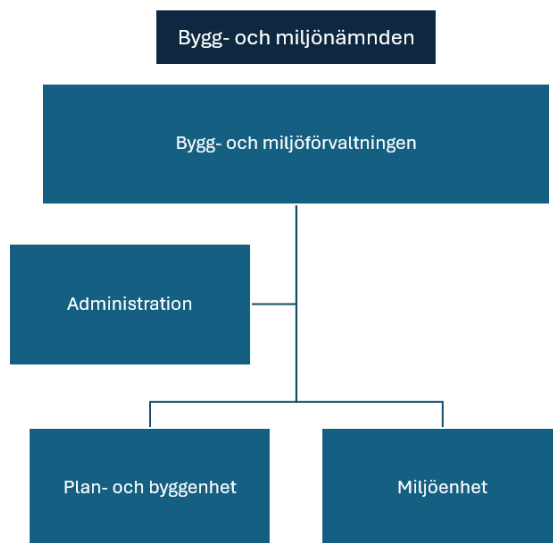 Bygg- och miljönämnden
Bygg- och miljöförvaltningen
Administration
Plan- och byggenhet
Miljöenhet